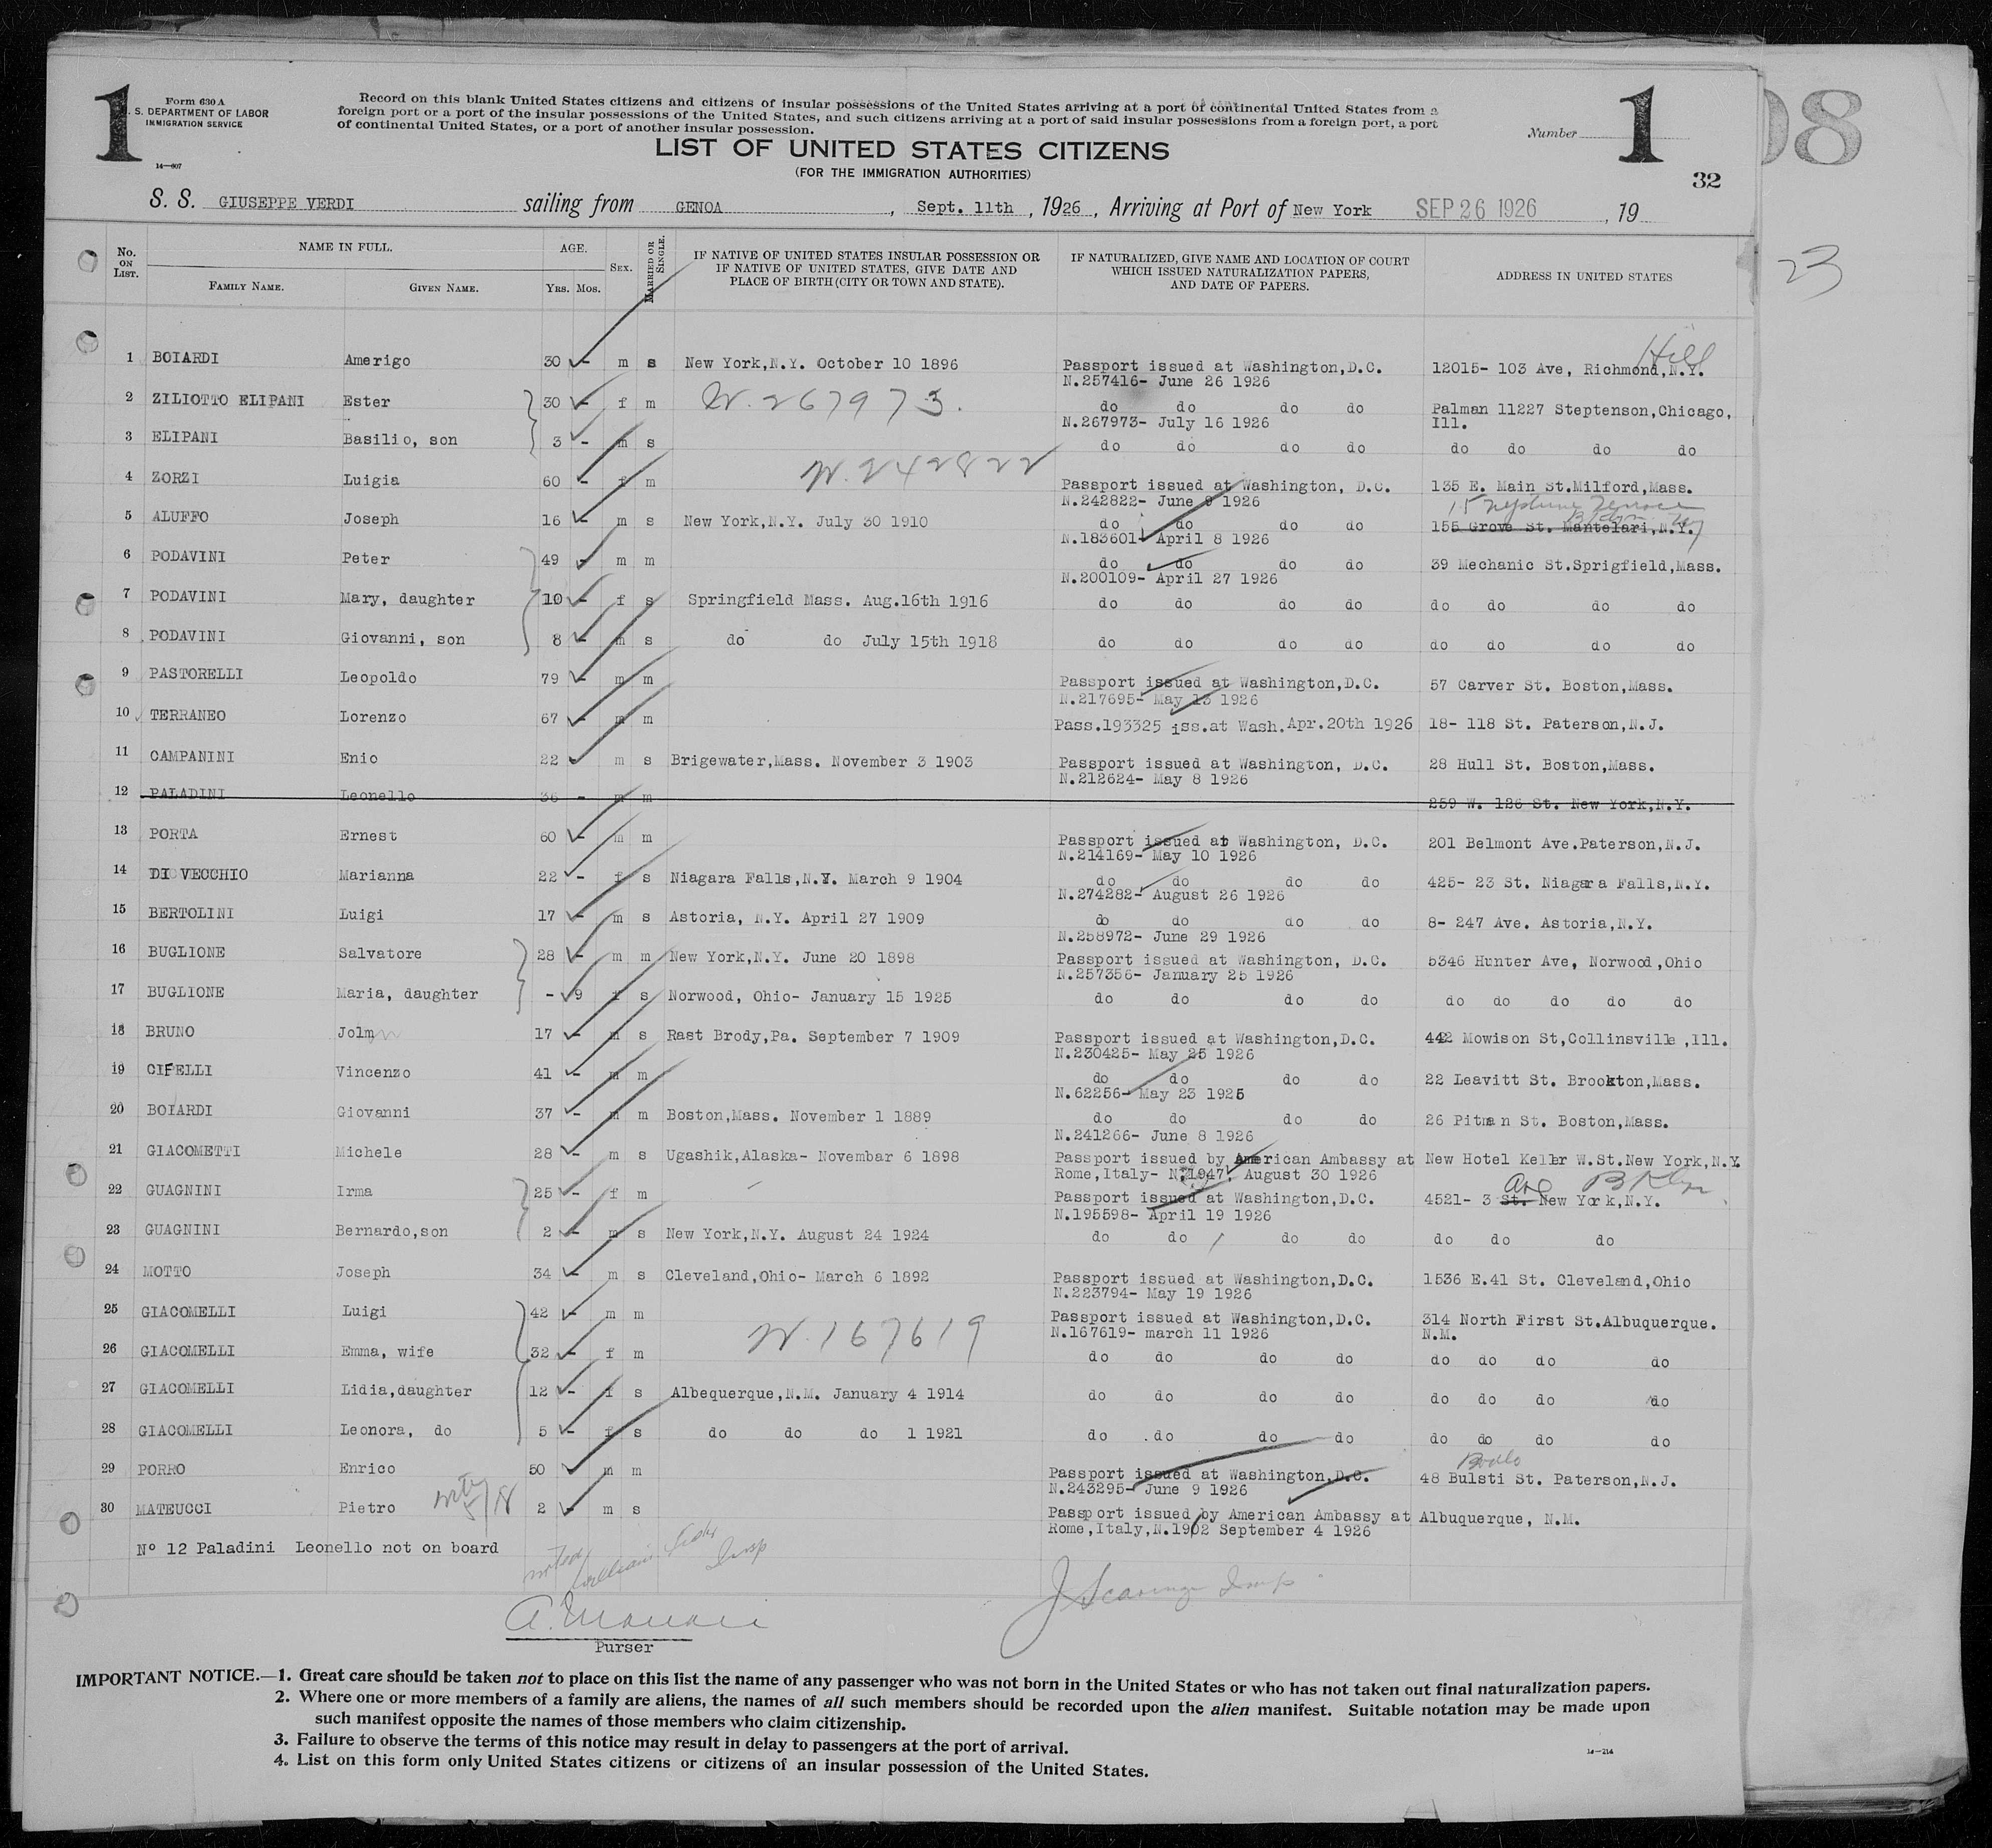 1
Form 630 A
S. DEPARTMENT OF LABOR
IMMIGRATION SERVICE
14—607
Record on this blank United States citizens and citizens of insular possessions of the United States arriving at a port of continental United States from a
foreign port or a port of the insular possessions of the United States, and such citizens arriving at a port of said insular possessions from a foreign port, a port
of continental United States, or a port of another insular possession.
LIST OF UNITED STATES CITIZENS
(FOR THE IMMIGRATION AUTHORITIES)
Number
1
32
08
23
S. S. GIUSEPPE VERDI sailing from GENOA, Sept. 11th, 1926, Arriving at Port of New York SEP 26 1926, 19
No. ON LIST. NAME IN FULL. FAMILY NAME. GIVEN NAME. AGE. YRS. MOS. SEX. MARRIED OR SINGLE. IF NATIVE OF UNITED STATES INSULAR POSSESSION OR IF NATIVE OF UNITED STATES, GIVE DATE AND PLACE OF BIRTH (CITY OR TOWN AND STATE). IF NATURALIZED, GIVE NAME AND LOCATION OF COURT WHICH ISSUED NATURALIZATION PAPERS, AND DATE OF PAPERS. ADDRESS IN UNITED STATES
Hill
1 BOIARDI Amerigo 30 - m s New York,N.Y. October 10 1896 Passport issued at Washington,D.C. 12015- 103 Ave, Richmond,N.Y.
N.257416- June 26 1926
2 ZILIOTTO ELIPANI Ester 30 - f m N.267973. do do do do Palman 11227 Steptenson,Chicago,
N.267973- July 16 1926 Ill.
3 ELIPANI Basilio, son 3 - m s do do do do do do do do
4 ZORZI Luigia 60 - f m N.242822 Passport issued at Washington, D.C. 135 E. Main St.Milford,Mass.
N.242822- June 9 1926 15 Neptune Terrace
5 ALUFFO Joseph 16 - m s New York,N.Y. July 30 1910 do do do do 155 Grove St. Mantelari,N.Y.
N.183601- April 8 1926
6 PODAVINI Peter 49 - m m do do do do 39 Mechanic St.Sprigfield,Mass.
N.200109- April 27 1926
7 PODAVINI Mary, daughter 10 - f s Springfield Mass. Aug.16th 1916 do do do do do do do do
8 PODAVINI Giovanni, son 8 - m s do do July 15th 1918 do do do do do do do do
9 PASTORELLI Leopoldo 79 - m m Passport issued at Washington,D.C. 57 Carver St. Boston,Mass.
N.217695- May 13 1926
10 TERRANEO Lorenzo 67 - m m Pass.193325 iss.at Wash.Apr.20th 1926 18- 118 St. Paterson,N.J.
11 CAMPANINI Enio 22 m s Brigewater,Mass. November 3 1903 Passport issued at Washington, D.C. 28 Hull St. Boston,Mass.
N.212624- May 8 1926
12 PALADINI Leonello 36 - m m 259 W. 126 St. New York,N.Y.
13 PORTA Ernest 60 - m m Passport issued at Washington, D.C. 201 Belmont Ave.Paterson,N.J.
N.214169- May 10 1926
14 DI VECCHIO Marianna 22 - f s Niagara Falls,N.Y. March 9 1904 do do do do 425- 23 St. Niagara Falls,N.Y.
N.274282- August 26 1926
15 BERTOLINI Luigi 17 - m s Astoria, N.Y. April 27 1909 do do do do 8- 247 Ave. Astoria,N.Y.
N.258972- June 29 1926
16 BUGLIONE Salvatore 28 - m m New York,N.Y. June 20 1898 Passport issued at Washington, D.C. 5346 Hunter Ave, Norwood,Ohio
N.257356- January 25 1926
17 BUGLIONE Maria, daughter - 9 f s Norwood, Ohio- January 15 1925 do do do do do do do do do
18 BRUNO Jolm 17 - m s Rast Brody,Pa. September 7 1909 Passport issued at Washington,D.C. 442 Mowison St,Collinsville,Ill.
N.230425- May 25 1926
19 CIFELLI Vincenzo 41 - m m do do do do 22 Leavitt St. Brockton,Mass.
N.62256- May 23 1925
20 BOIARDI Giovanni 37 - m m Boston,Mass. November 1 1889 do do do do 26 Pitman St. Boston,Mass.
N.241266- June 8 1926
21 GIACOMETTI Michele 28 - m s Ugashik,Alaska- Novembar 6 1898 Passport issued by American Ambassy at New Hotel Keller W.St.New York,N.Y.
Rome,Italy- N.1947, August 30 1926 Ave Bklyn
22 GUAGNINI Irma 25 - f m Passport issued at Washington, D.C. 4521- 3 St. New York,N.Y.
N.195598- April 19 1926
23 GUAGNINI Bernardo,son 2 - m s New York,N.Y. August 24 1924 do do do do do do do
24 MOTTO Joseph 34 - m s Cleveland,Ohio- March 6 1892 Passport issued at Washington,D.C. 1536 E.41 St. Cleveland,Ohio
N.223794- May 19 1926
25 GIACOMELLI Luigi 42 - m m Passport issued at Washington,D.C. 314 North First St.Albuquerque.
N.167619 N.167619- march 11 1926 N.M.
26 GIACOMELLI Emma, wife 32 - f m do do do do do do do do
27 GIACOMELLI Lidia,daughter 12 - f s Albequerque,N.M. January 4 1914 do do do do do do do do
28 GIACOMELLI Leonora, do 5 - f s do do do 1 1921 do do do do do do do do
29 PORRO Enrico 50 m m Passport issued at Washington,D.C. 48 Bulsti St. Paterson,N.J.
N.243295- June 9 1926
30 MATEUCCI Pietro 2 - m s Passport issued by American Ambassy at Albuquerque, N.M.
Rome,Italy,N.1902 September 4 1926
Nº 12 Paladini Leonello not on board
noted
Insp
Purser
IMPORTANT NOTICE.—1. Great care should be taken not to place on this list the name of any passenger who was not born in the United States or who has not taken out final naturalization papers.
2. Where one or more members of a family are aliens, the names of all such members should be recorded upon the alien manifest. Suitable notation may be made upon
such manifest opposite the names of those members who claim citizenship.
3. Failure to observe the terms of this notice may result in delay to passengers at the port of arrival.
4. List on this form only United States citizens or citizens of an insular possession of the United States.
14—214